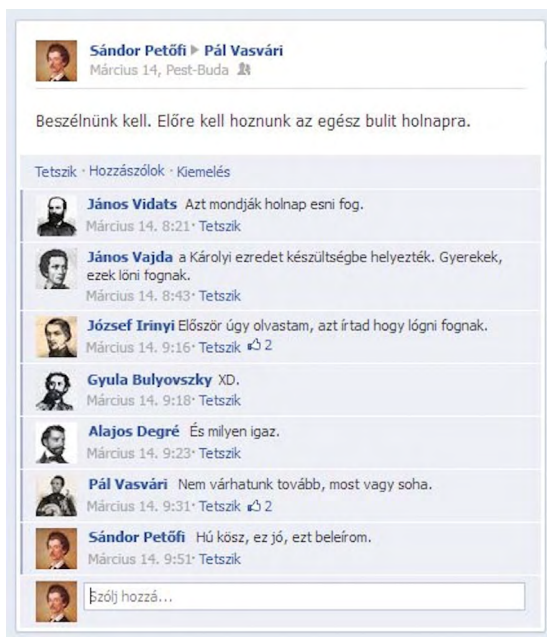 Sándor Petőfi ▶ Pál Vasvári
Március 14, Pest-Buda
Beszélnünk kell. Előre kell hoznunk az egész bulit holnapra.
Tetszik · Hozzászólok · Kiemelés
János Vidats Azt mondják holnap esni fog.
Március 14. 8:21· Tetszik
János Vajda a Károlyi ezredet készültségbe helyezték. Gyerekek,
ezek lőni fognak.
Március 14. 8:43· Tetszik
József Irinyi Először úgy olvastam, azt írtad hogy lógni fognak.
Március 14. 9:16· Tetszik 2
Gyula Bulyovszky XD.
Március 14. 9:18· Tetszik
Alajos Degré És milyen igaz.
Március 14. 9:23· Tetszik
Pál Vasvári Nem várhatunk tovább, most vagy soha.
Március 14. 9:31· Tetszik 2
Sándor Petőfi Hú kösz, ez jó, ezt beleírom.
Március 14. 9:51· Tetszik
Szólj hozzá...